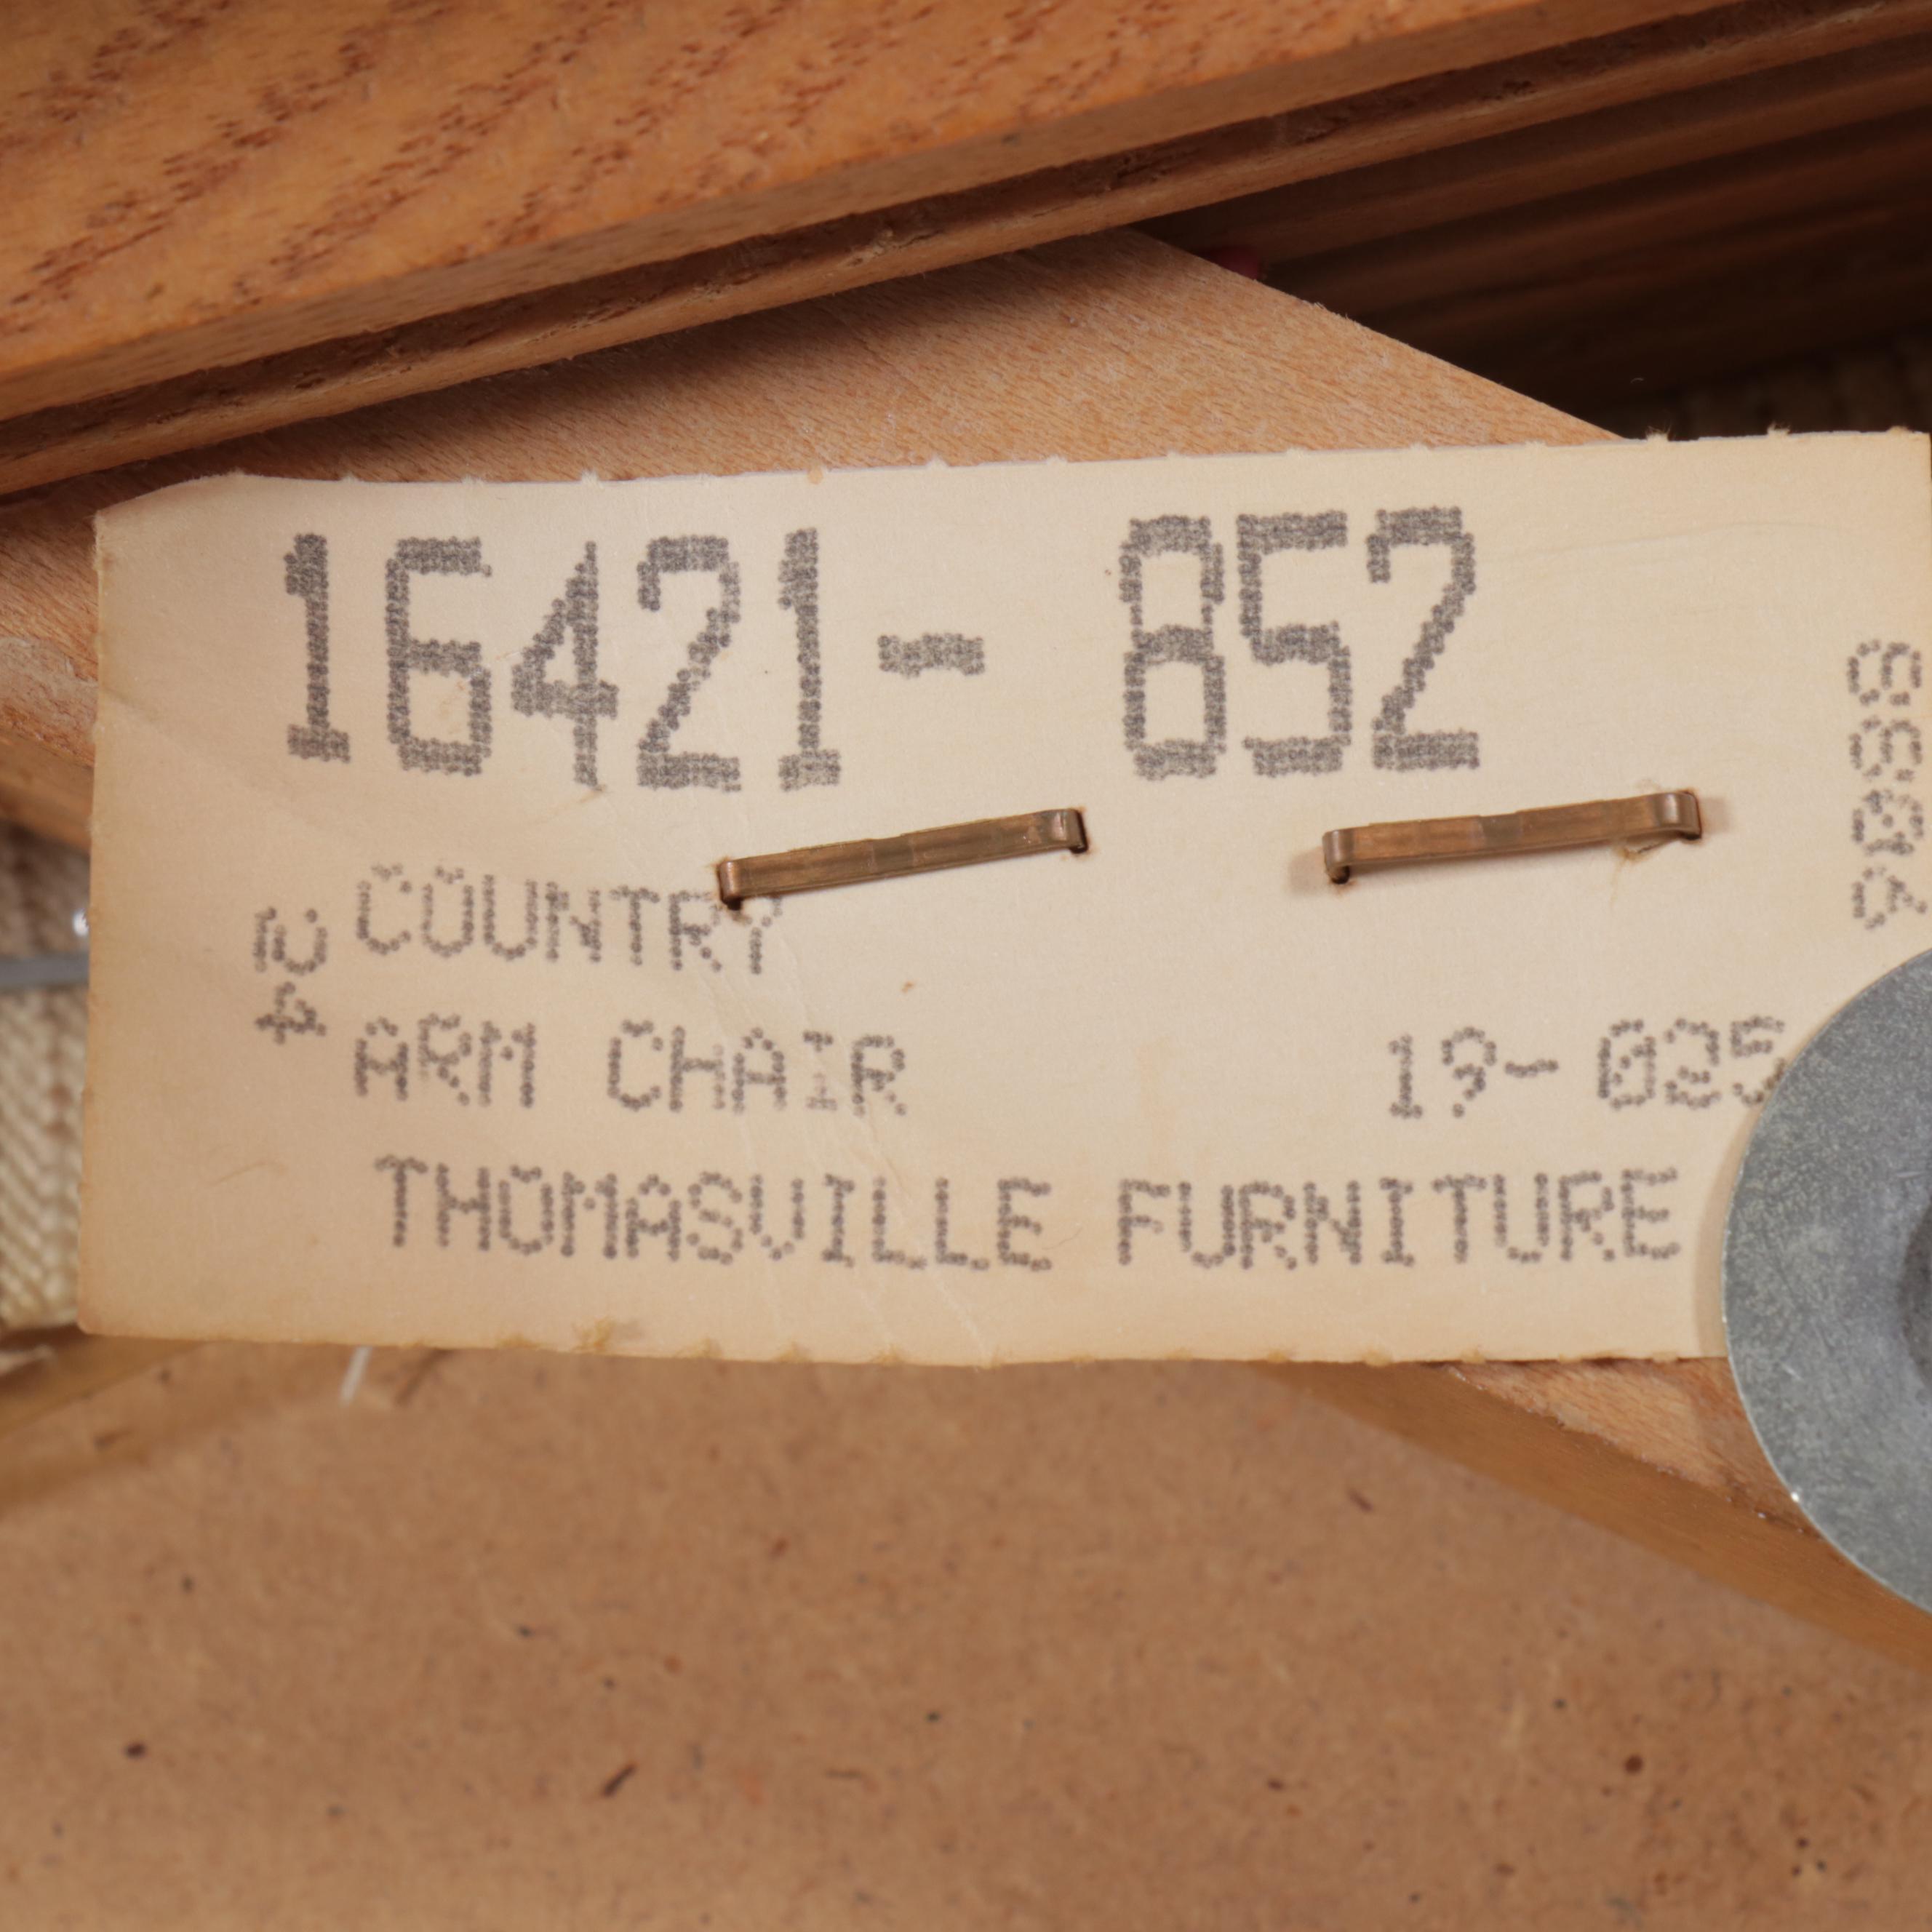 16421- 852
COUNTRY
ARM CHAIR 19-025
THOMASVILLE FURNITURE